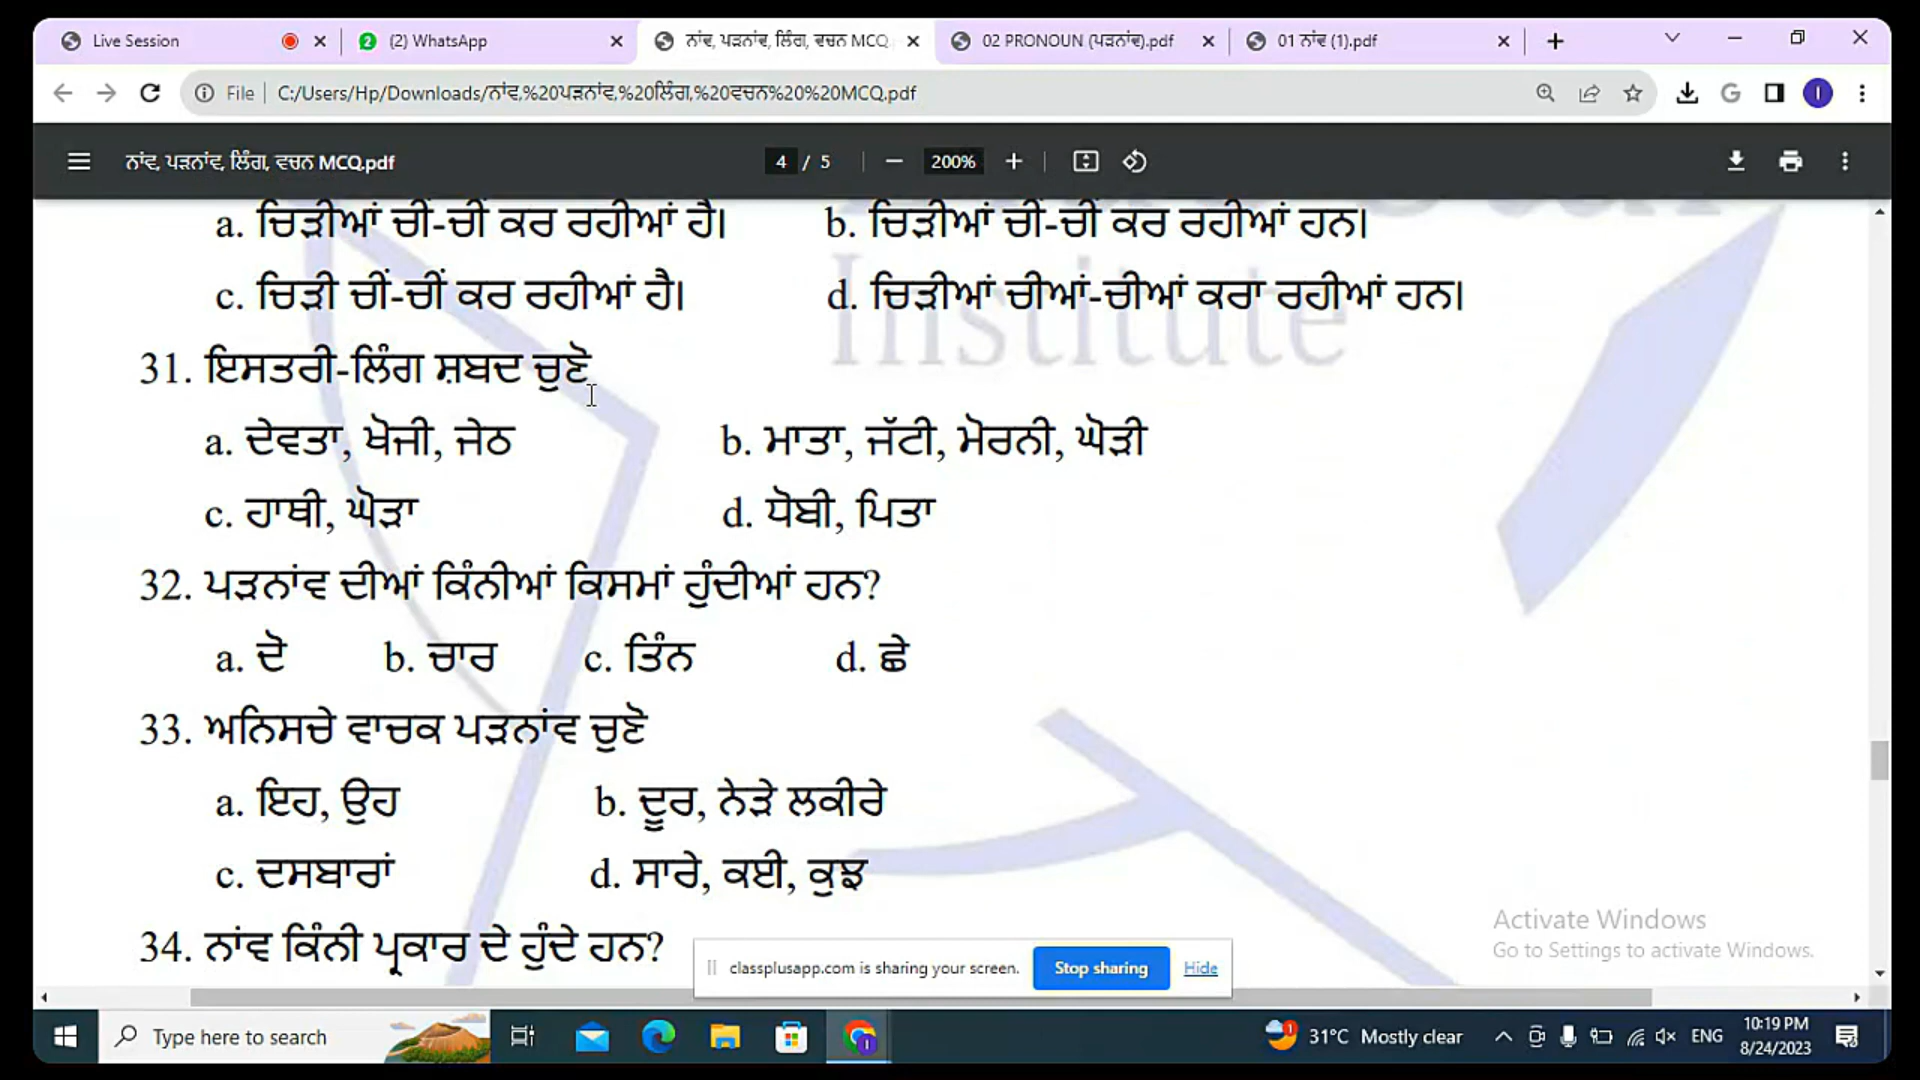 Live Session
(2) WhatsApp
ਨਾਂਵ, ਪੜਨਾਂਵ, ਲਿੰਗ, ਵਚਨ MCQ
02 PRONOUN (ਪੜਨਾਂਵ).pdf
01 ਨਾਂਵ (1).pdf
File
C:/Users/Hp/Downloads/ਨਾਂਵ,%20ਪੜਨਾਂਵ,%20ਲਿੰਗ,%20ਵਚਨ%20%20MCQ.pdf
ਨਾਂਵ, ਪੜਨਾਂਵ, ਲਿੰਗ, ਵਚਨ MCQ.pdf
4 / 5
200%
a. ਚਿੜੀਆਂ ਚੀਂ-ਚੀਂ ਕਰ ਰਹੀਆਂ ਹੈ। b. ਚਿੜੀਆਂ ਚੀਂ-ਚੀਂ ਕਰ ਰਹੀਆਂ ਹਨ।
c. ਚਿੜੀ ਚੀਂ-ਚੀਂ ਕਰ ਰਹੀਆਂ ਹੈ। d. ਚਿੜੀਆਂ ਚੀਆਂ-ਚੀਆਂ ਕਰਾ ਰਹੀਆਂ ਹਨ।
Institute
31. ਇਸਤਰੀ-ਲਿੰਗ ਸ਼ਬਦ ਚੁਣੋ
a. ਦੇਵਤਾ, ਖੋਜੀ, ਜੇਠ b. ਮਾਤਾ, ਜੱਟੀ, ਮੋਰਨੀ, ਘੋੜੀ
c. ਹਾਥੀ, ਘੋੜਾ d. ਧੋਬੀ, ਪਿਤਾ
32. ਪੜਨਾਂਵ ਦੀਆਂ ਕਿੰਨੀਆਂ ਕਿਸਮਾਂ ਹੁੰਦੀਆਂ ਹਨ?
a. ਦੋ b. ਚਾਰ c. ਤਿੰਨ d. ਛੇ
33. ਅਨਿਸਚੇ ਵਾਚਕ ਪੜਨਾਂਵ ਚੁਣੋ
a. ਇਹ, ਉਹ b. ਦੂਰ, ਨੇੜੇ ਲਕੀਰੇ
c. ਦਸਬਾਰਾਂ d. ਸਾਰੇ, ਕਈ, ਕੁਝ
34. ਨਾਂਵ ਕਿੰਨੀ ਪ੍ਰਕਾਰ ਦੇ ਹੁੰਦੇ ਹਨ?
Activate Windows
Go to Settings to activate Windows.
classplusapp.com is sharing your screen. Stop sharing Hide
Type here to search
31°C Mostly clear
ENG
10:19 PM
8/24/2023